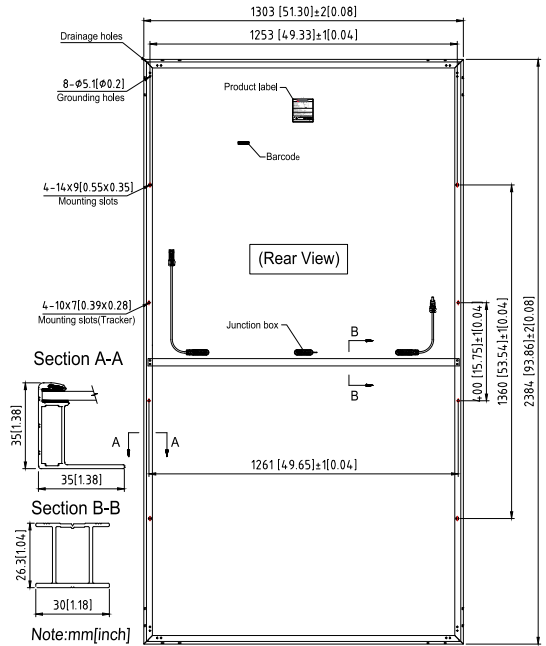 1303 [51.30]±2[0.08]
1253 [49.33]±1[0.04]
Drainage holes
8-Φ5.1[Φ0.2]
Grounding holes
Product label
Barcode
4-14x9[0.55x0.35]
Mounting slots
(Rear View)
4-10x7[0.39x0.28]
Mounting slots(Tracker)
Junction box
B
B
400 [15.75]±1[0.04
1360 [53.54]±1[0.04]
2384 [93.86]±2[0.08]
Section A-A
35[1.38]
35[1.38]
A
A
1261 [49.65]±1[0.04]
Section B-B
26.3[1.04]
30[1.18]
Note:mm[inch]